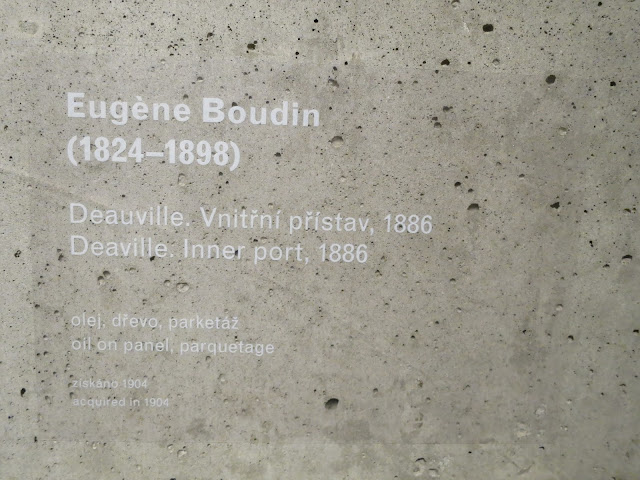 Eugène Boudin
(1824–1898)
Deauville. Vnitřní přístav, 1886
Deaville. Inner port, 1886
olej, dřevo, parketáž
oil on panel, parquetage
získáno 1904
acquired in 1904